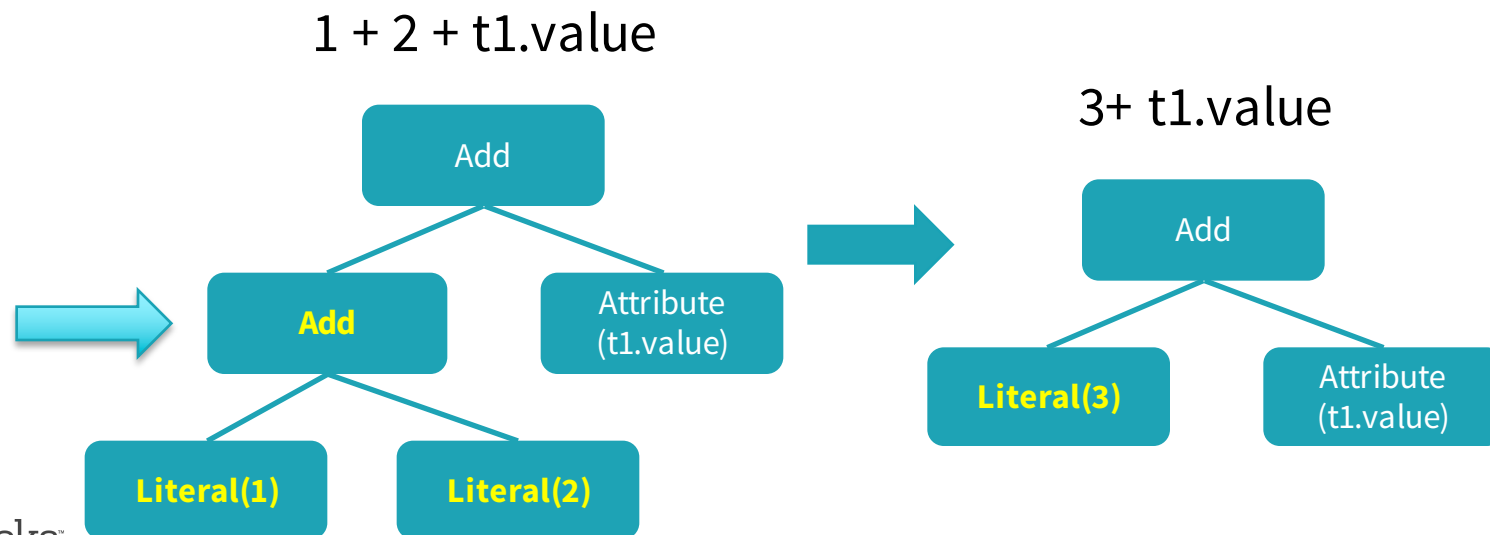 1 + 2 + t1.value
3+ t1.value
Add
Add
Add
Attribute
(t1.value)
Literal(3)
Attribute
(t1.value)
Literal(1)
Literal(2)